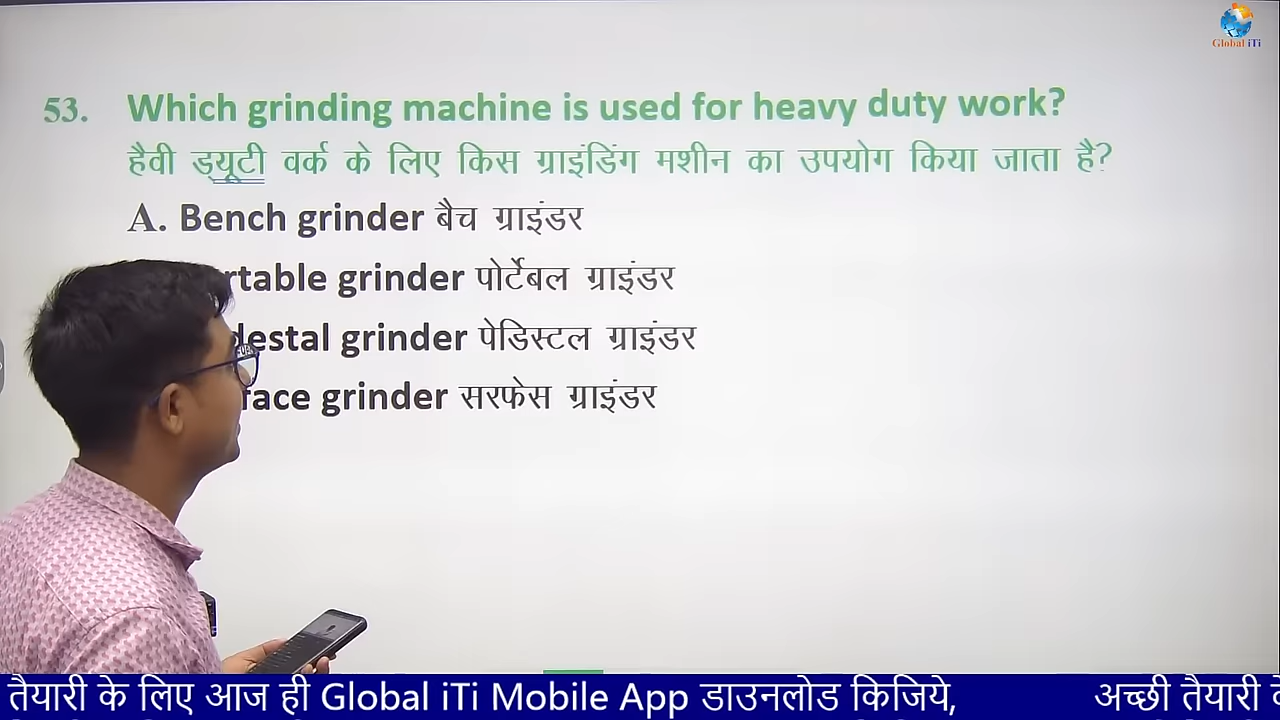 Global iTi
53. Which grinding machine is used for heavy duty work?
हैवी ड्यूटी वर्क के लिए किस ग्राइंडिंग मशीन का उपयोग किया जाता है?
A. Bench grinder बैच ग्राइंडर
rtable grinder पोर्टेबल ग्राइंडर
destal grinder पेडिस्टल ग्राइंडर
face grinder सरफेस ग्राइंडर
तैयारी के लिए आज ही Global iTi Mobile App डाउनलोड किजिये, अच्छी तैयारी